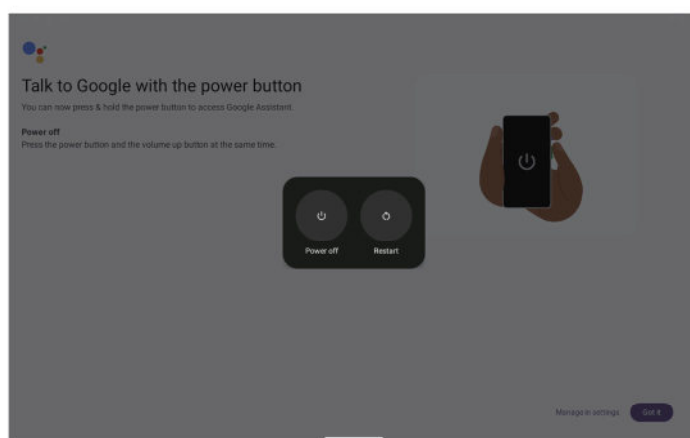 Talk to Google with the power button
You can now press & hold the power button to access Google Assistant.
Power off
Press the power button and the volume up button at the same time.
Power off
Restart
Manage in settings
Got it